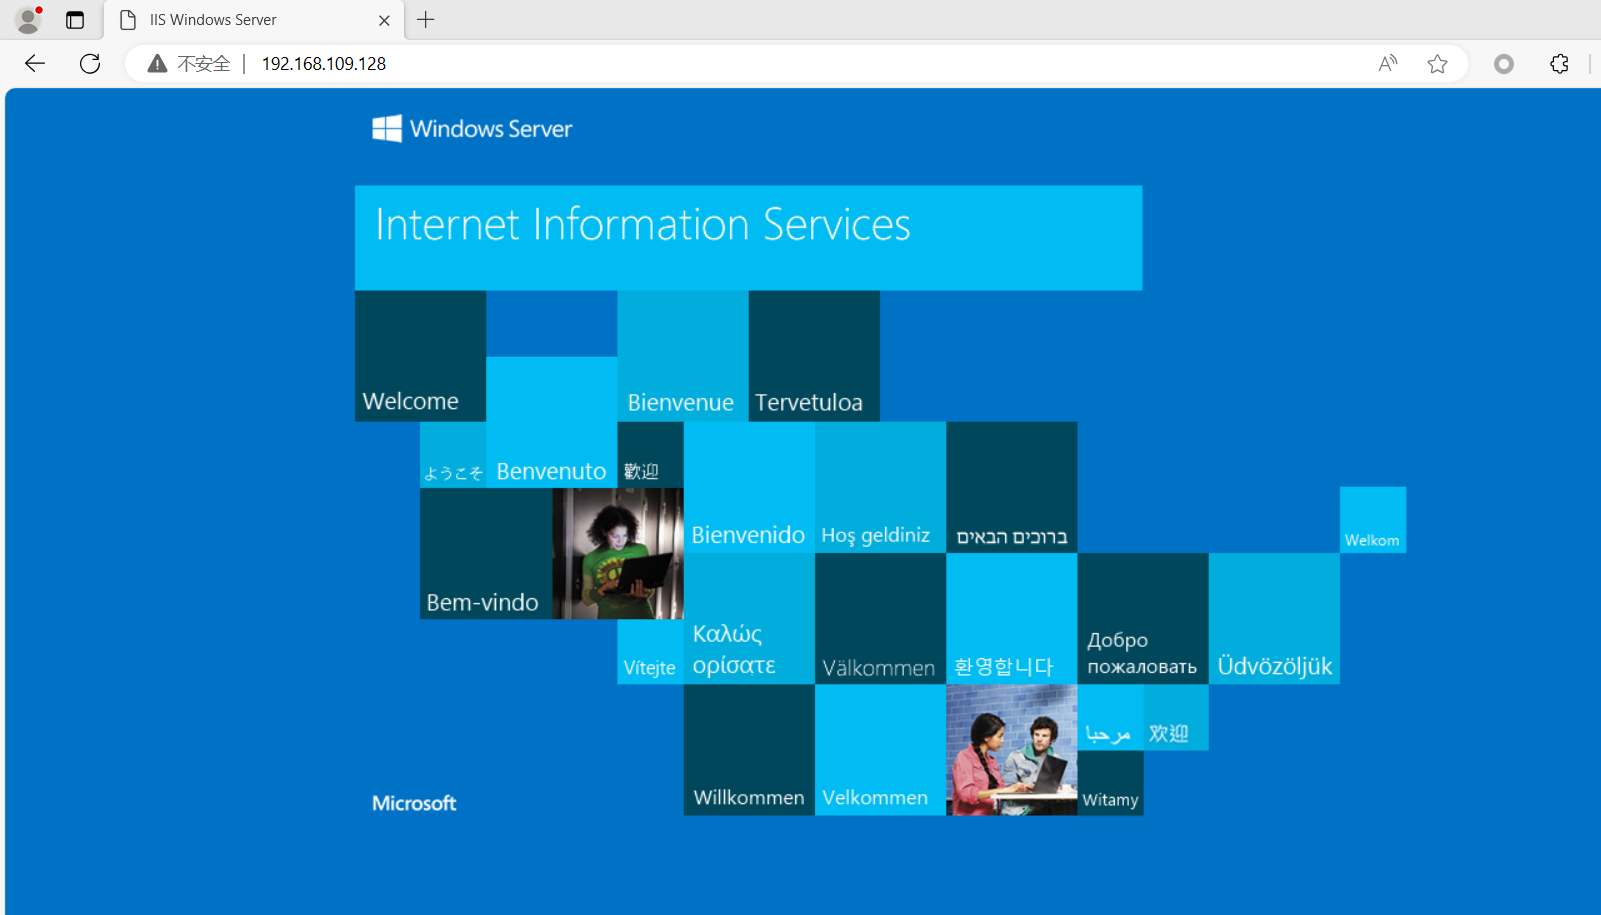 IIS Windows Server
不安全
192.168.109.128
Windows Server
Internet Information Services
Welcome
Bienvenue
Tervetuloa
ようこそ
Benvenuto
歡迎
Bienvenido
Hoş geldiniz
ברוכים הבאים
Welkom
Bem-vindo
Vítejte
Καλώς
ορίσατε
Välkommen
환영합니다
Добро
пожаловать
Üdvözöljük
مرحبا
欢迎
Microsoft
Willkommen
Velkommen
Witamy